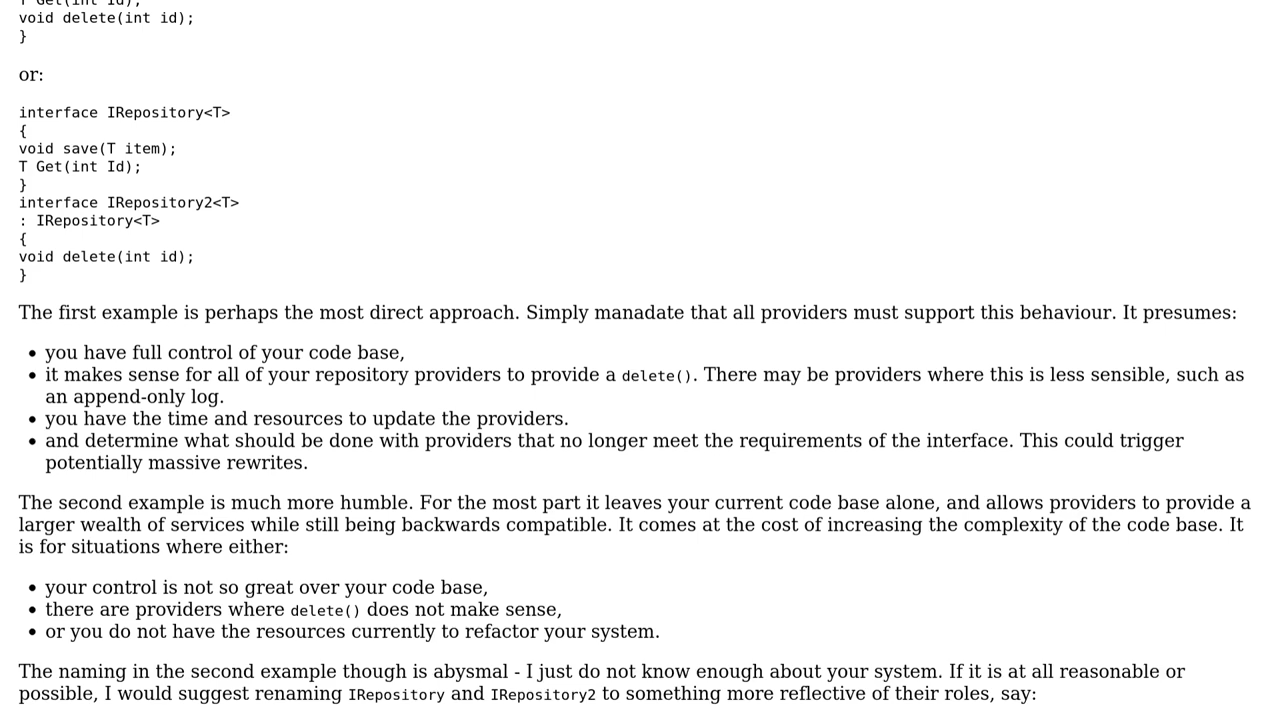 T Get(int Id);
void delete(int id);
}
or:
interface IRepository<T>
{
void save(T item);
T Get(int Id);
}
interface IRepository2<T>
: IRepository<T>
{
void delete(int id);
}
The first example is perhaps the most direct approach. Simply manadate that all providers must support this behaviour. It presumes:
• you have full control of your code base,
• it makes sense for all of your repository providers to provide a delete(). There may be providers where this is less sensible, such as
an append-only log.
• you have the time and resources to update the providers.
• and determine what should be done with providers that no longer meet the requirements of the interface. This could trigger
potentially massive rewrites.
The second example is much more humble. For the most part it leaves your current code base alone, and allows providers to provide a
larger wealth of services while still being backwards compatible. It comes at the cost of increasing the complexity of the code base. It
is for situations where either:
• your control is not so great over your code base,
• there are providers where delete() does not make sense,
• or you do not have the resources currently to refactor your system.
The naming in the second example though is abysmal - I just do not know enough about your system. If it is at all reasonable or
possible, I would suggest renaming IRepository and IRepository2 to something more reflective of their roles, say: